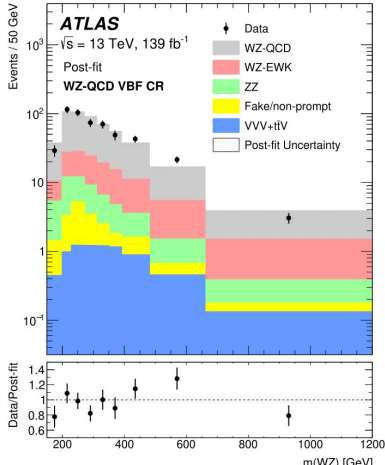 Events / 50 GeV
ATLAS
√s = 13 TeV, 139 fb⁻¹
Post-fit
WZ-QCD VBF CR
Data
WZ-QCD
WZ-EWK
ZZ
Fake/non-prompt
VVV+tt̄V
Post-fit Uncertainty
10³
10²
10
1
10⁻¹
Data/Post-fit
1.4
1.2
1
0.8
0.6
200 400 600 800 1000 1200
m(WZ) [GeV]